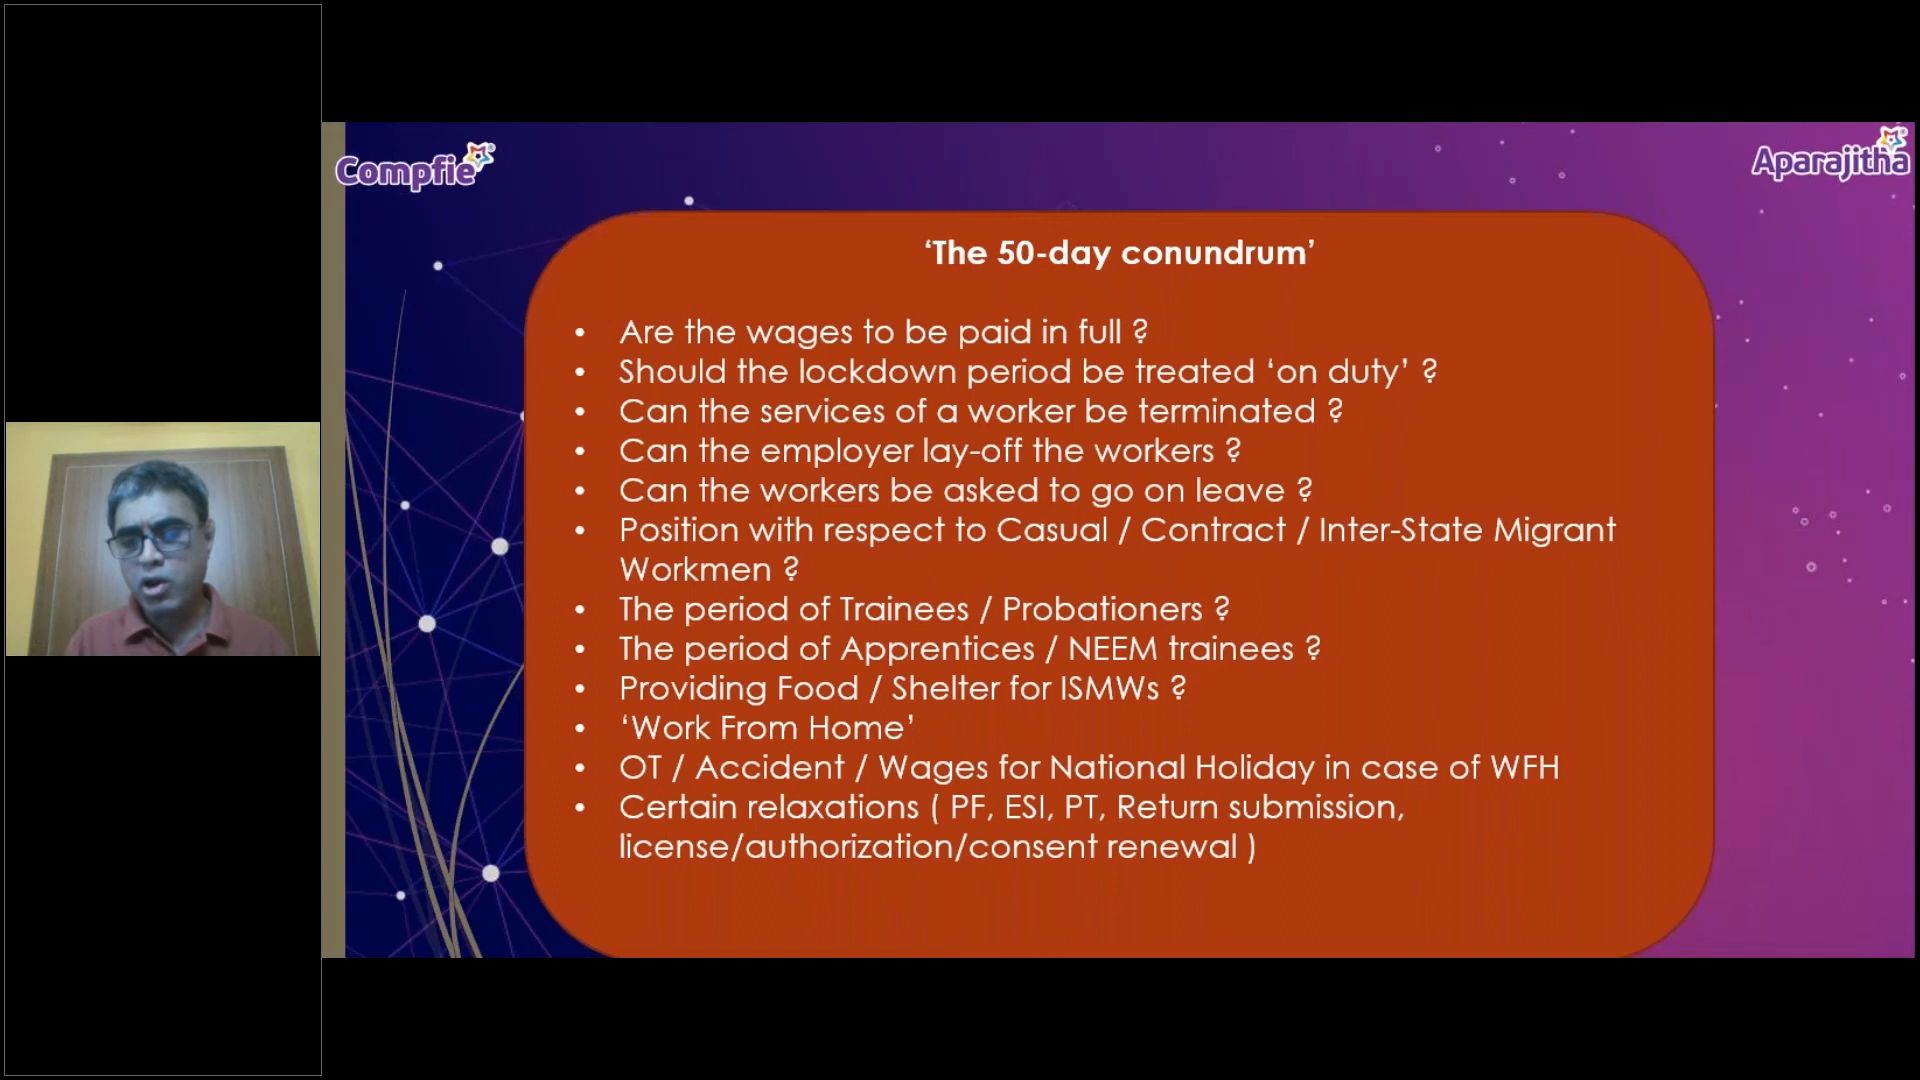 Compfie
Aparajitha
‘The 50-day conundrum’
• Are the wages to be paid in full ?
• Should the lockdown period be treated ‘on duty’ ?
• Can the services of a worker be terminated ?
• Can the employer lay-off the workers ?
• Can the workers be asked to go on leave ?
• Position with respect to Casual / Contract / Inter-State Migrant
Workmen ?
• The period of Trainees / Probationers ?
• The period of Apprentices / NEEM trainees ?
• Providing Food / Shelter for ISMWs ?
• ‘Work From Home’
• OT / Accident / Wages for National Holiday in case of WFH
• Certain relaxations ( PF, ESI, PT, Return submission,
license/authorization/consent renewal )